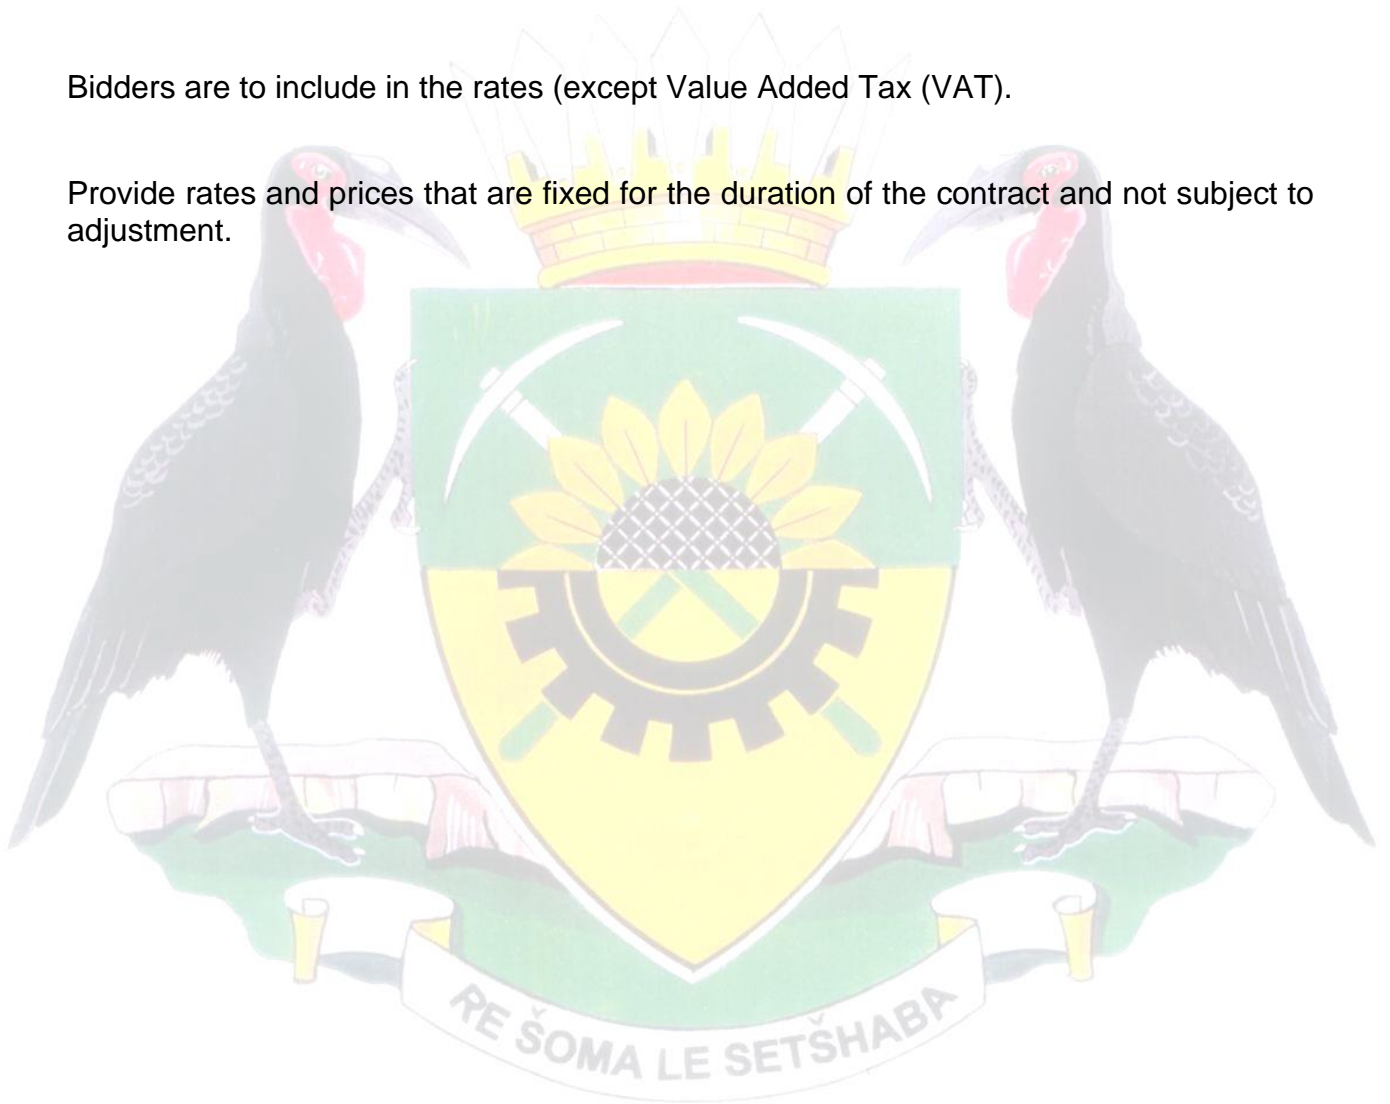 Bidders are to include in the rates (except Value Added Tax (VAT).
Provide rates and prices that are fixed for the duration of the contract and not subject to
adjustment.
RE ŠOMA LE SETŠHABA